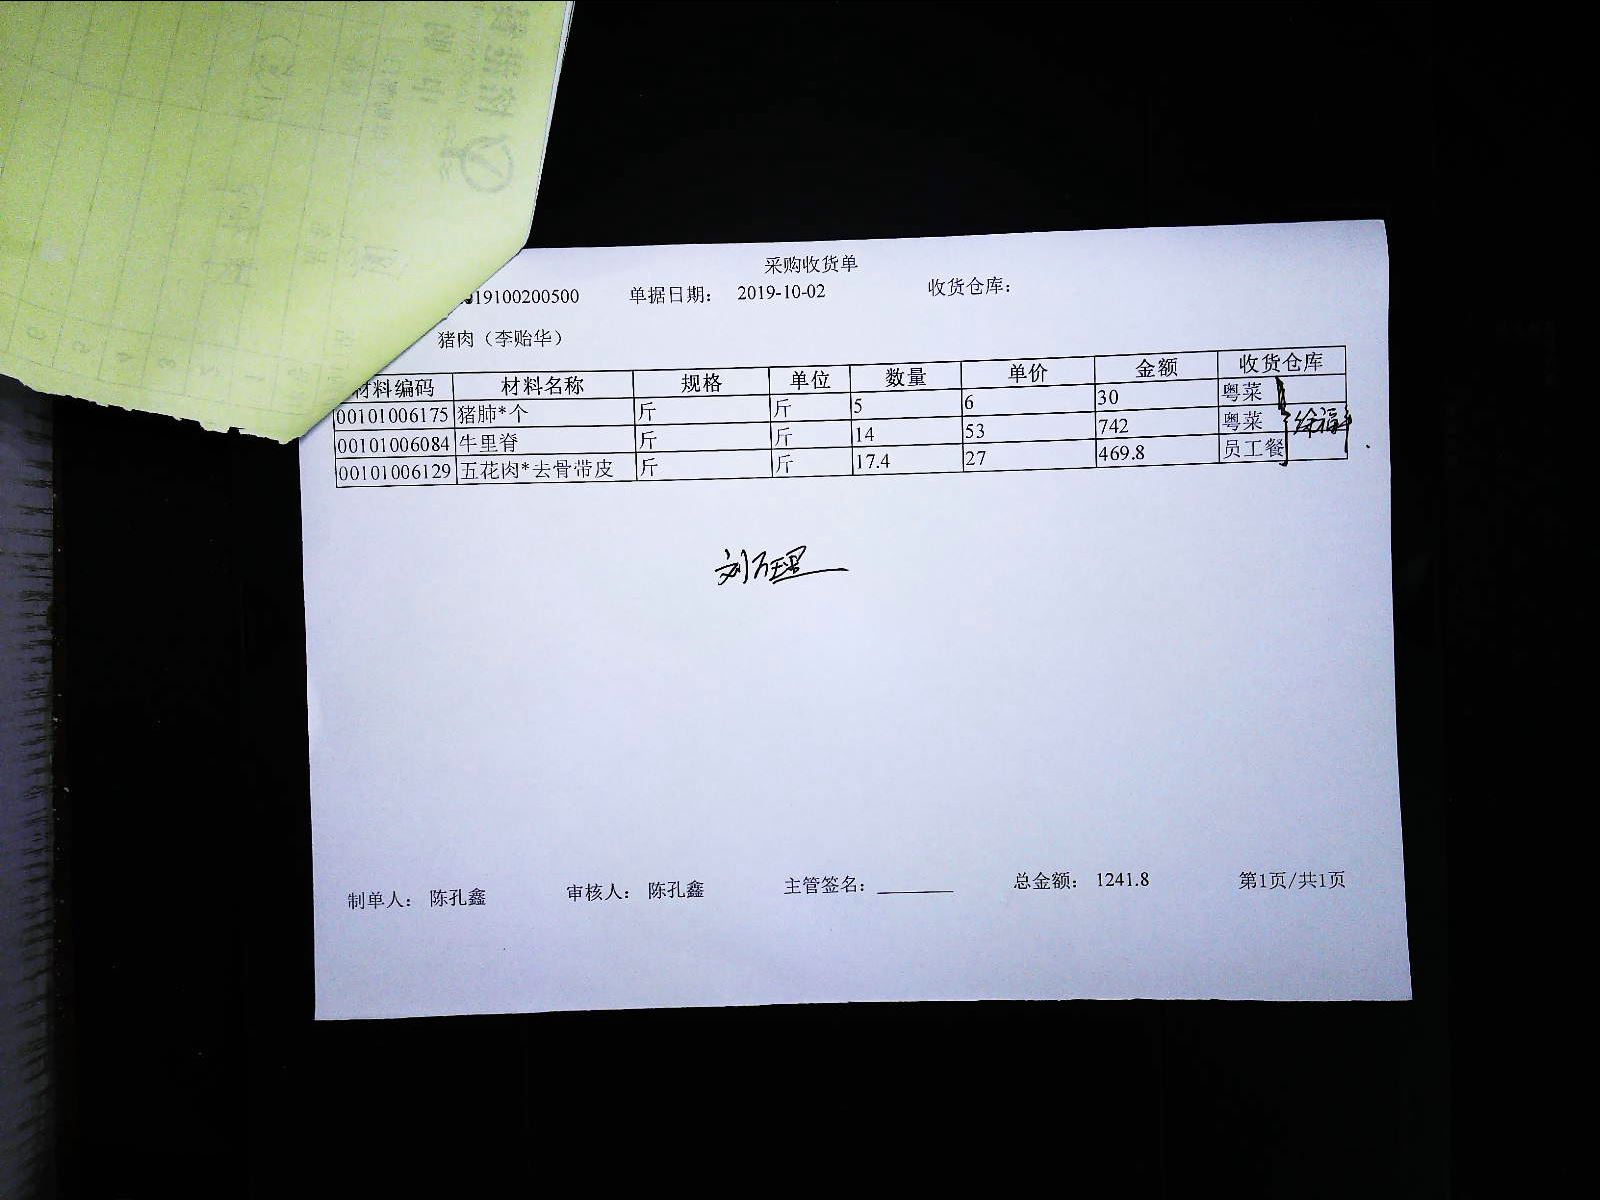 采购收货单
19100200500 单据日期： 2019-10-02 收货仓库：
猪肉（李贻华）
材料编码 材料名称 规格 单位 数量 单价 金额 收货仓库
00101006175 猪肺*个 斤 斤 5 6 30 粤菜
00101006084 牛里脊 斤 斤 14 53 742 粤菜
00101006129 五花肉*去骨带皮 斤 斤 17.4 27 469.8 员工餐
刘万理
制单人： 陈孔鑫 审核人： 陈孔鑫 主管签名： 总金额： 1241.8 第1页/共1页